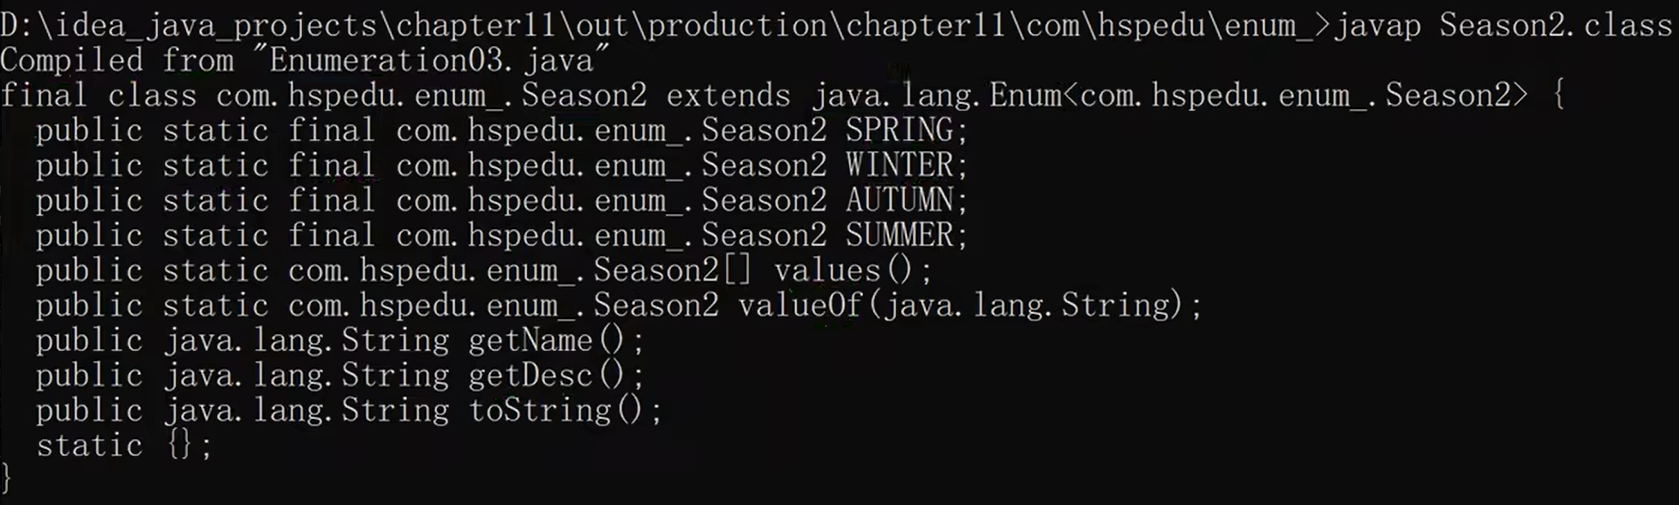 D:\idea_java_projects\chapter11\out\production\chapter11\com\hspedu\enum_>javap Season2.class
Compiled from "Enumeration03.java"
final class com.hspedu.enum_.Season2 extends java.lang.Enum<com.hspedu.enum_.Season2> {
  public static final com.hspedu.enum_.Season2 SPRING;
  public static final com.hspedu.enum_.Season2 WINTER;
  public static final com.hspedu.enum_.Season2 AUTUMN;
  public static final com.hspedu.enum_.Season2 SUMMER;
  public static com.hspedu.enum_.Season2[] values();
  public static com.hspedu.enum_.Season2 valueOf(java.lang.String);
  public java.lang.String getName();
  public java.lang.String getDesc();
  public java.lang.String toString();
  static {};
}